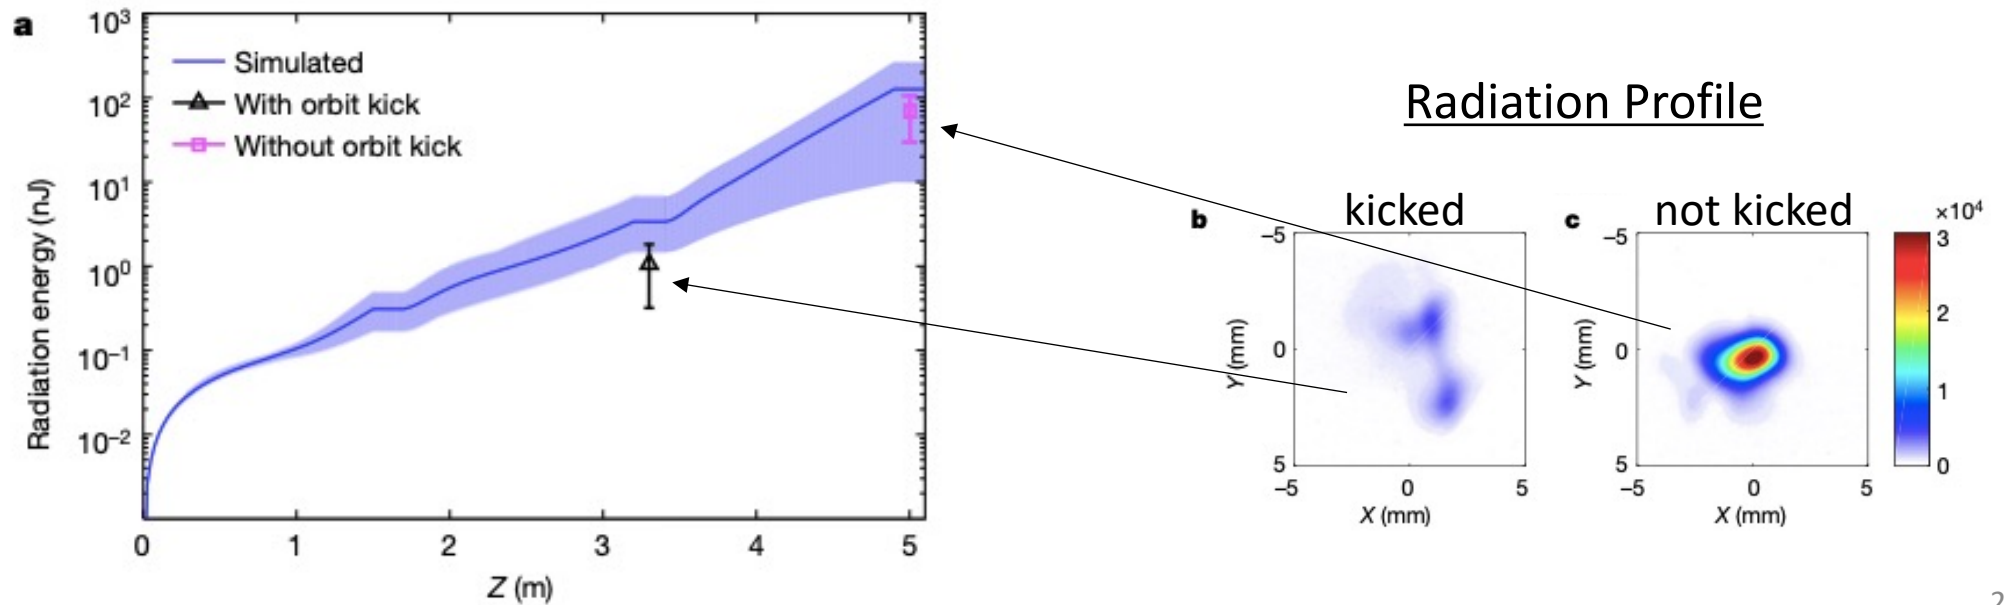 a
10³
10²
10¹
10⁰
10⁻¹
10⁻²
Radiation energy (nJ)
Simulated
With orbit kick
Without orbit kick
0 1 2 3 4 5
Z (m)
Radiation Profile
b
kicked
−5
0
5
Y (mm)
−5 0 5
X (mm)
c
not kicked
−5
0
5
Y (mm)
−5 0 5
X (mm)
×10⁴
3
2
1
0
2